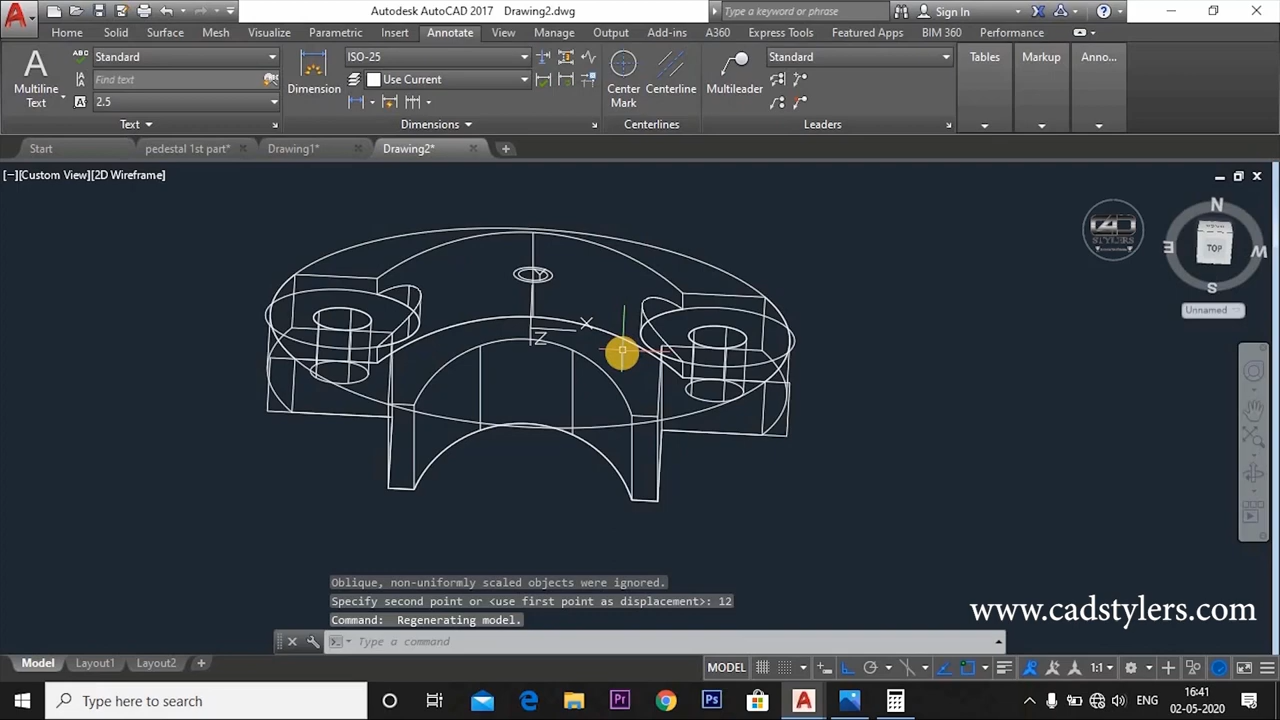 Autodesk AutoCAD 2017 Drawing2.dwg
Type a keyword or phrase
Sign In
Home Solid Surface Mesh Visualize Parametric Insert Annotate View Manage Output Add-ins A360 Express Tools Featured Apps BIM 360 Performance
Standard
Find text
2.5
Multiline
Text
Text
Dimension
ISO-25
Use Current
Dimensions
Center
Mark
Centerline
Centerlines
Multileader
Standard
Leaders
Tables
Markup
Anno...
Start
pedestal 1st part*
Drawing1*
Drawing2*
[−][Custom View][2D Wireframe]
N
E
TOP
W
S
Unnamed
STYLERS
Y
X
Z
Oblique, non-uniformly scaled objects were ignored.
Specify second point or <use first point as displacement>: 12
Command: Regenerating model.
Type a command
www.cadstylers.com
Model
Layout1
Layout2
MODEL
1:1
Type here to search
ENG
16:41
02-05-2020